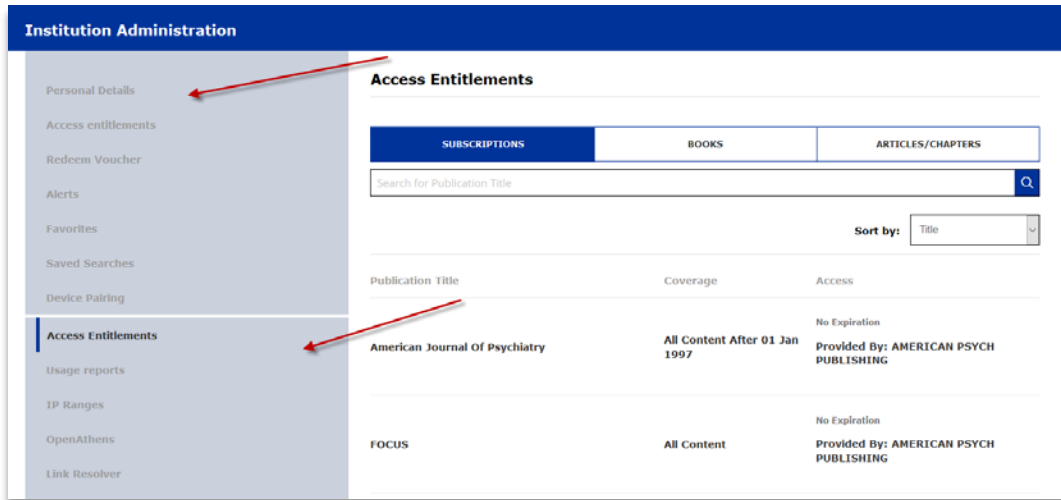 Institution Administration
Personal Details
Access entitlements
Redeem Voucher
Alerts
Favorites
Saved Searches
Device Pairing
Access Entitlements
Usage reports
IP Ranges
OpenAthens
Link Resolver
Access Entitlements
SUBSCRIPTIONS BOOKS ARTICLES/CHAPTERS
Search for Publication Title
Sort by: Title
Publication Title Coverage Access
No Expiration
American Journal Of Psychiatry
All Content After 01 Jan
1997
Provided By: AMERICAN PSYCH
PUBLISHING
No Expiration
FOCUS
All Content
Provided By: AMERICAN PSYCH
PUBLISHING